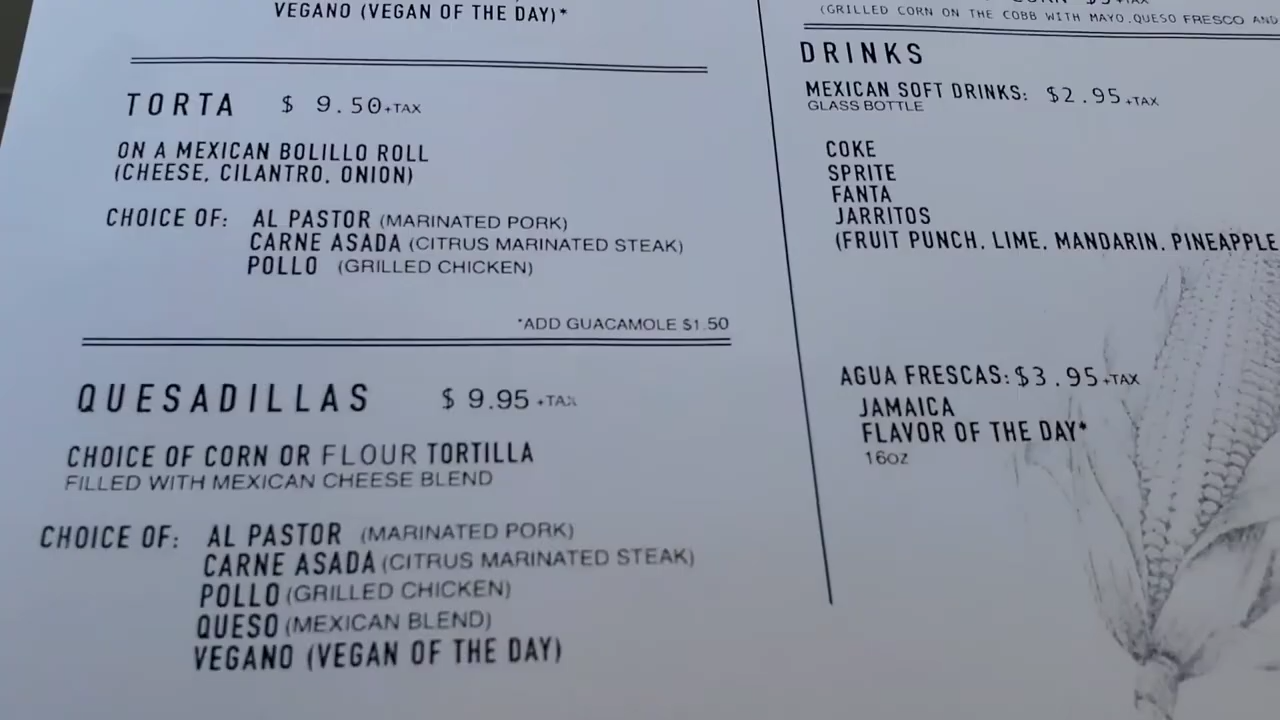 VEGANO (VEGAN OF THE DAY)*
TORTA $ 9.50+TAX
ON A MEXICAN BOLILLO ROLL
(CHEESE, CILANTRO, ONION)
CHOICE OF: AL PASTOR (MARINATED PORK)
CARNE ASADA (CITRUS MARINATED STEAK)
POLLO (GRILLED CHICKEN)
*ADD GUACAMOLE $1.50
QUESADILLAS $ 9.95 +TAX
CHOICE OF CORN OR FLOUR TORTILLA
FILLED WITH MEXICAN CHEESE BLEND
CHOICE OF: AL PASTOR (MARINATED PORK)
CARNE ASADA (CITRUS MARINATED STEAK)
POLLO (GRILLED CHICKEN)
QUESO (MEXICAN BLEND)
VEGANO (VEGAN OF THE DAY)
(GRILLED CORN ON THE COBB WITH MAYO, QUESO FRESCO AND
DRINKS
MEXICAN SOFT DRINKS: $2.95+TAX
GLASS BOTTLE
COKE
SPRITE
FANTA
JARRITOS
(FRUIT PUNCH, LIME, MANDARIN, PINEAPPLE
AGUA FRESCAS: $3.95+TAX
JAMAICA
FLAVOR OF THE DAY*
16oz